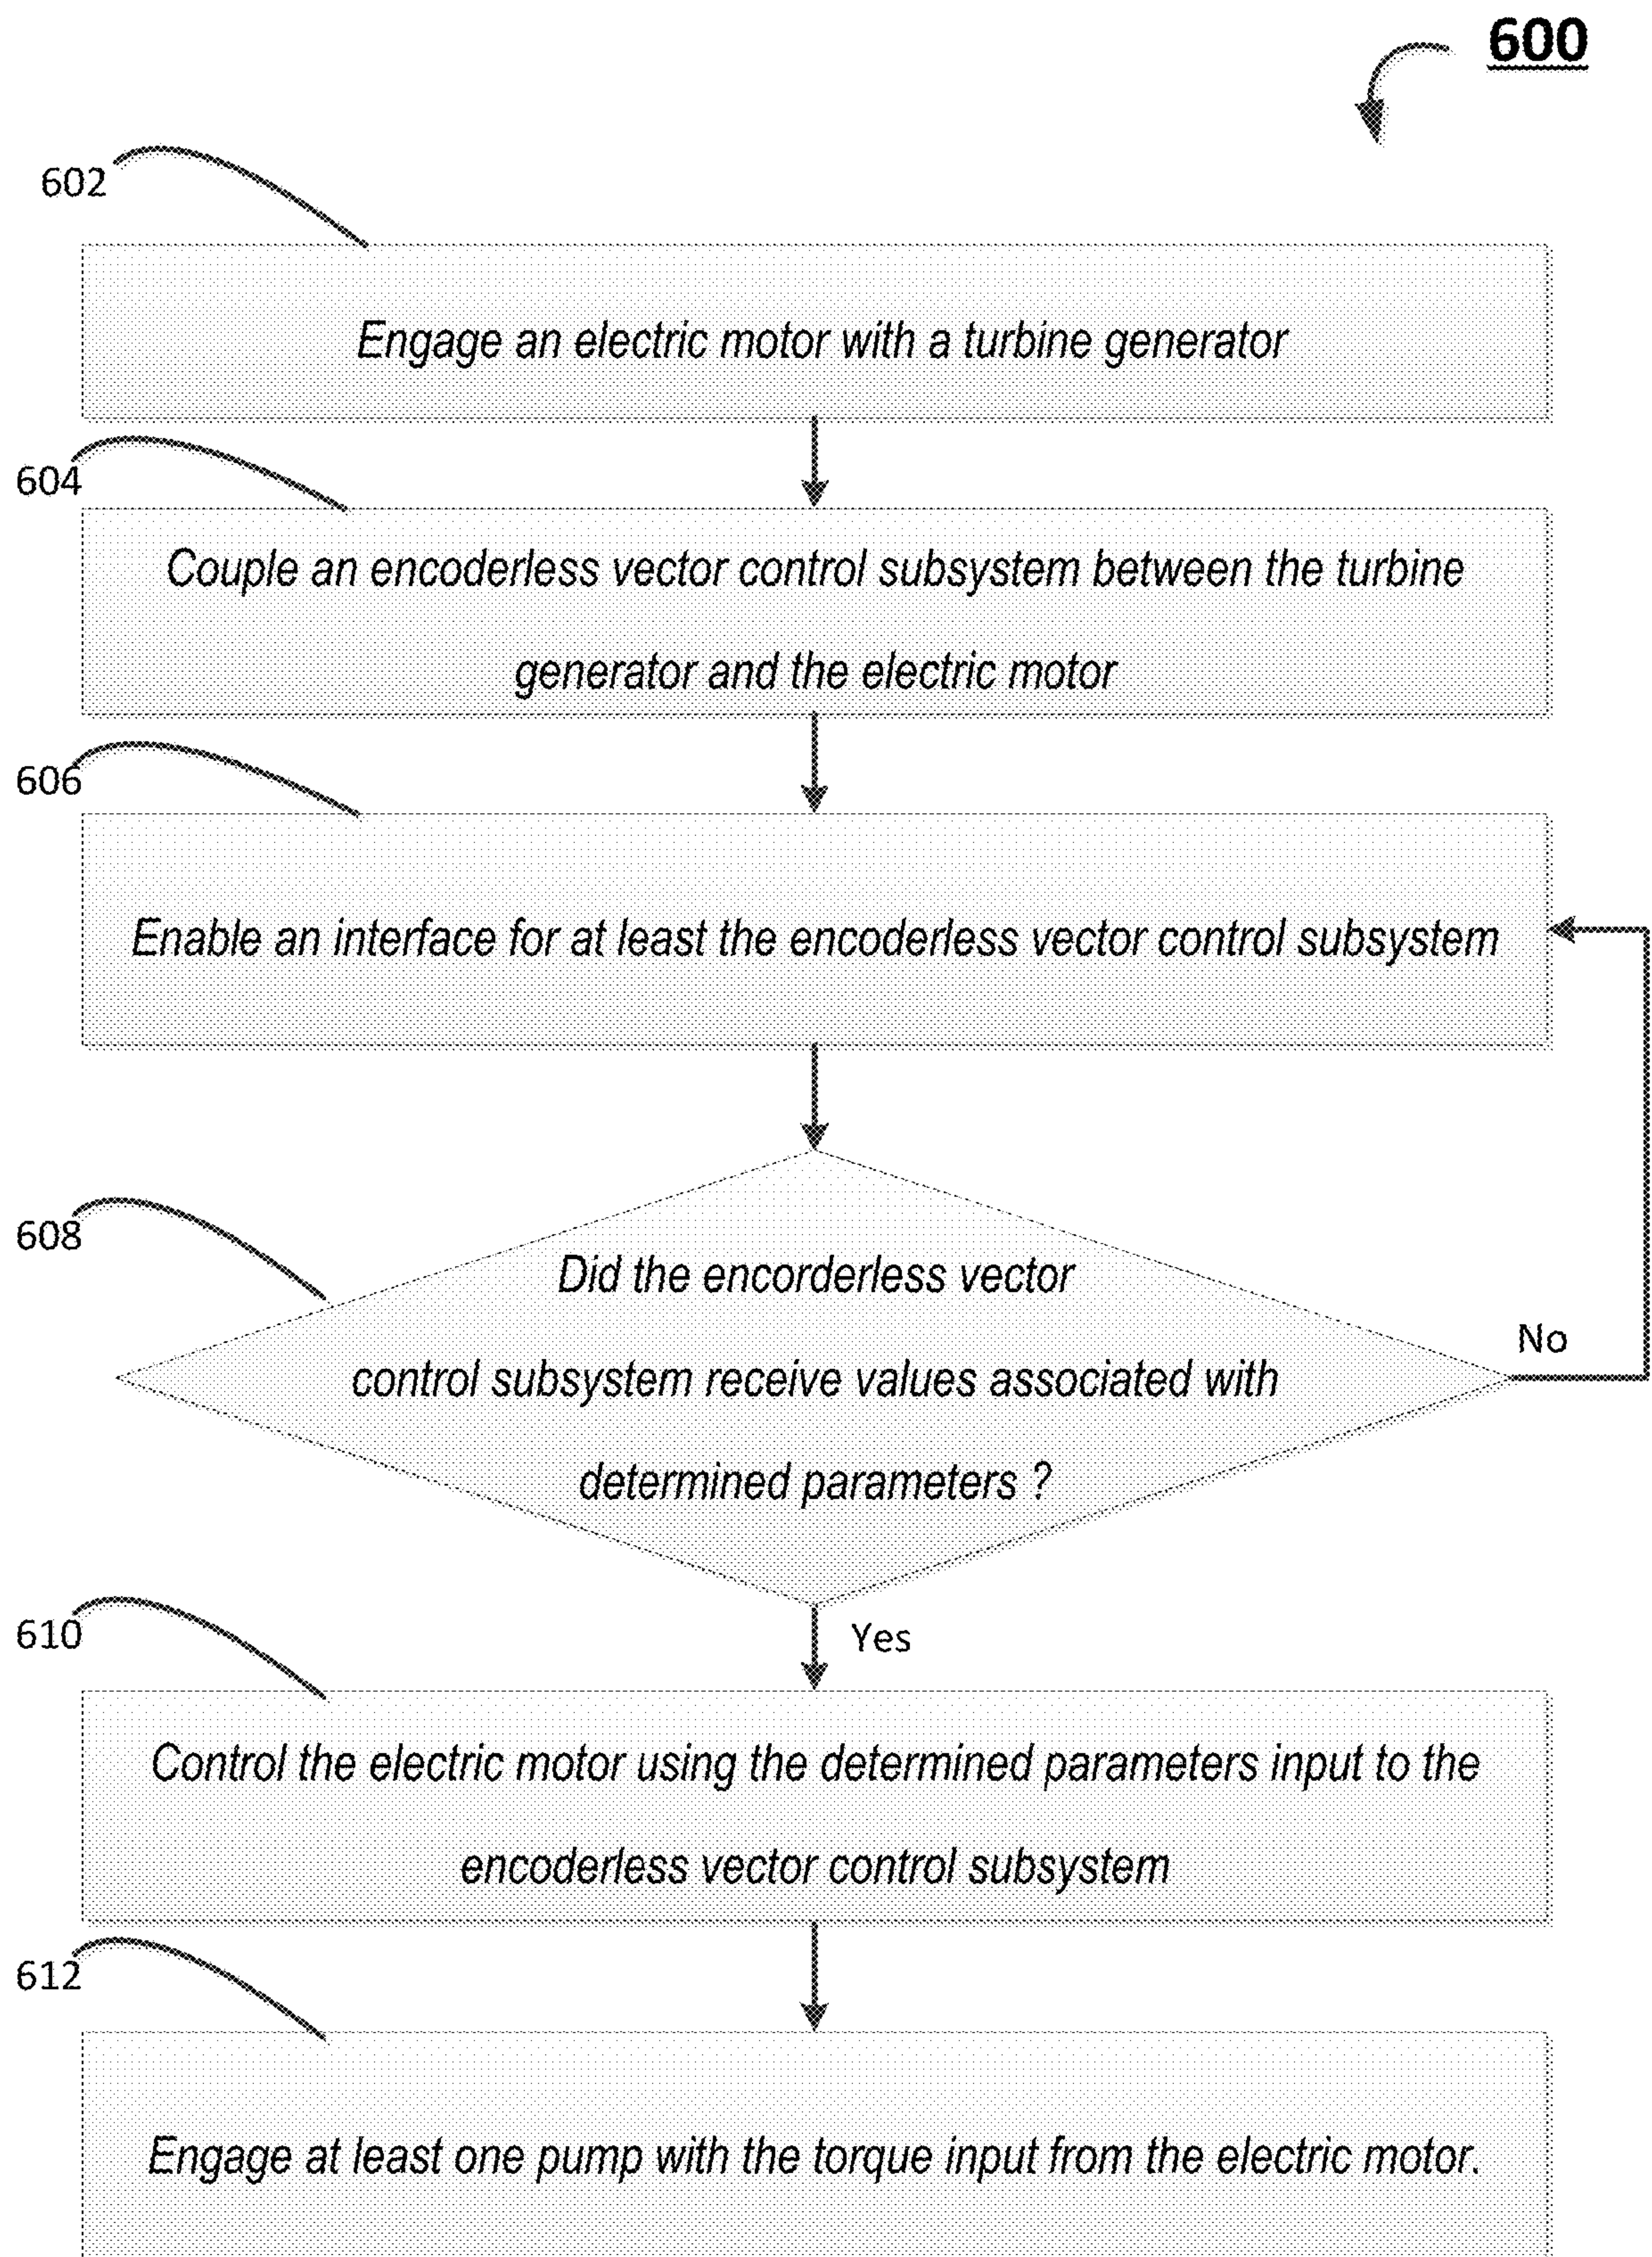 600
602
Engage an electric motor with a turbine generator
604
Couple an encoderless vector control subsystem between the turbine
generator and the electric motor
606
Enable an interface for at least the encoderless vector control subsystem
608
Did the encorderless vector
control subsystem receive values associated with
determined parameters ?
No
Yes
610
Control the electric motor using the determined parameters input to the
encoderless vector control subsystem
612
Engage at least one pump with the torque input from the electric motor.